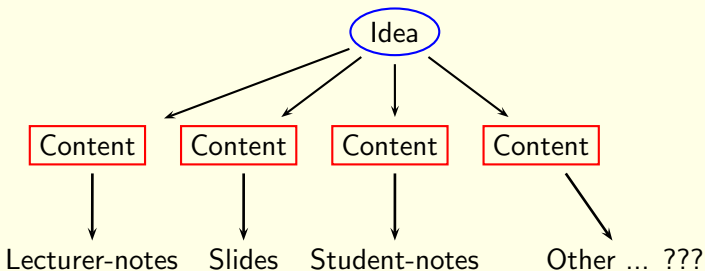 Idea
Content Content Content Content
Lecturer-notes Slides Student-notes Other ... ???